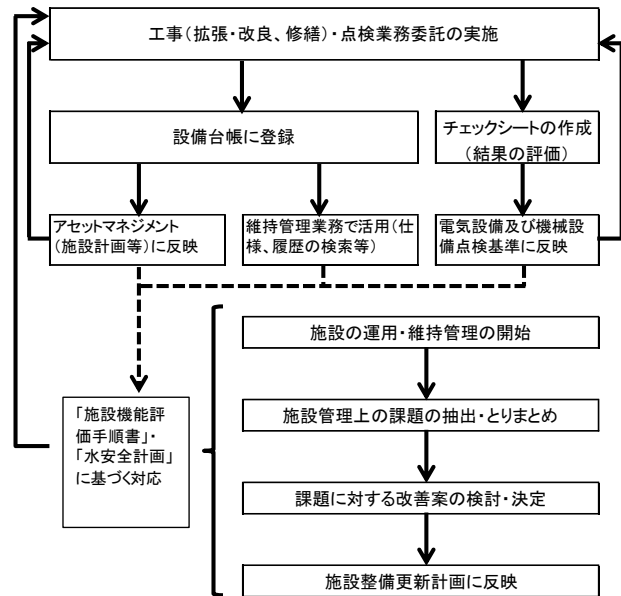 工事（拡張・改良、修繕）・点検業務委託の実施
設備台帳に登録
チェックシートの作成
（結果の評価）
アセットマネジメント
（施設計画等）に反映
維持管理業務で活用（仕
様、履歴の検索等）
電気設備及び機械設
備点検基準に反映
施設の運用・維持管理の開始
「施設機能評
価手順書」・
「水安全計画」
に基づく対応
施設管理上の課題の抽出・とりまとめ
課題に対する改善案の検討・決定
施設整備更新計画に反映